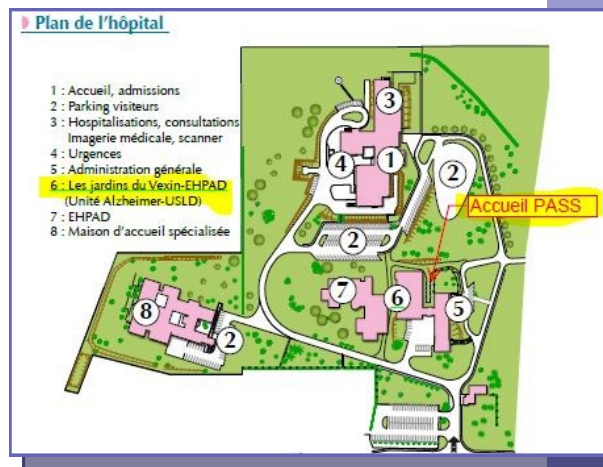 Plan de l'hôpital
1 : Accueil, admissions
2 : Parking visiteurs
3 : Hospitalisations, consultations
Imagerie médicale, scanner
4 : Urgences
5 : Administration générale
6 : Les jardins du Vexin-EHPAD
(Unité Alzheimer-USLD)
7 : EHPAD
8 : Maison d'accueil spécialisée
3
4
1
2
Accueil PASS
2
7
6
5
8
2